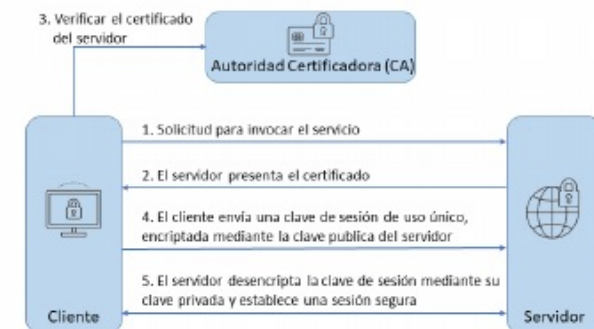 3. Verificar el certificado
del servidor
Autoridad Certificadora (CA)
1. Solicitud para invocar el servicio
2. El servidor presenta el certificado
4. El cliente envía una clave de sesión de uso único,
encriptada mediante la clave publica del servidor
5. El servidor desencripta la clave de sesión mediante su
clave privada y establece una sesión segura
Cliente
Servidor